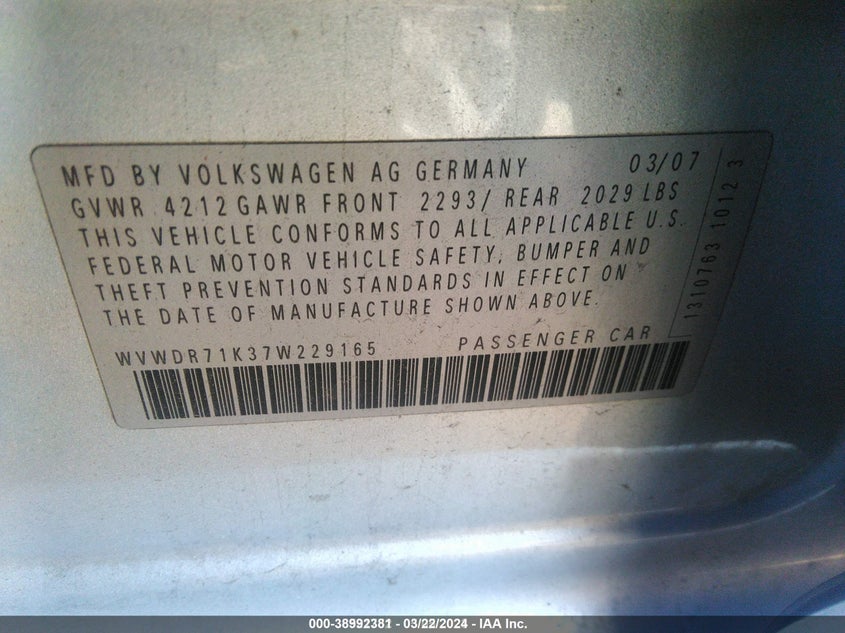 MFD BY VOLKSWAGEN AG GERMANY 03/07
GVWR 4212 GAWR FRONT 2293/ REAR 2029 LBS
THIS VEHICLE CONFORMS TO ALL APPLICABLE U.S.
FEDERAL MOTOR VEHICLE SAFETY, BUMPER AND
THEFT PREVENTION STANDARDS IN EFFECT ON
THE DATE OF MANUFACTURE SHOWN ABOVE.
WVWDR71K37W229165 PASSENGER CAR
1310763 1012 3
000-38992381 - 03/22/2024 - IAA Inc.